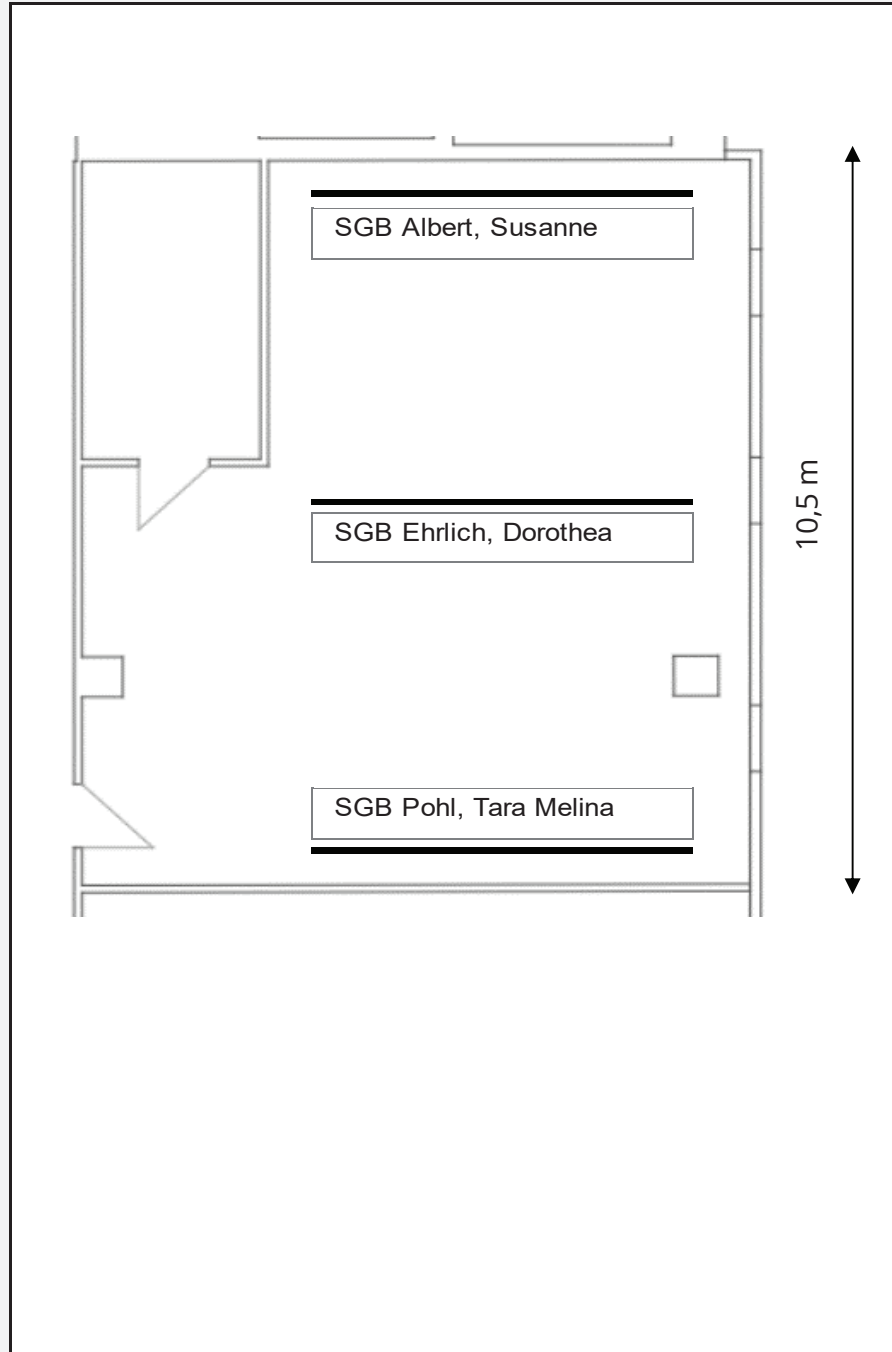 SGB Albert, Susanne
SGB Ehrlich, Dorothea
10,5 m
SGB Pohl, Tara Melina